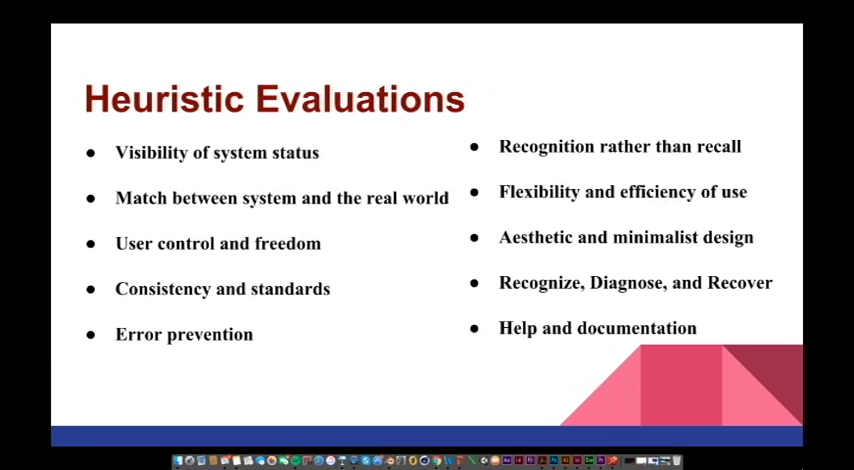 Heuristic Evaluations
Visibility of system status
Match between system and the real world
User control and freedom
Consistency and standards
Error prevention
Recognition rather than recall
Flexibility and efficiency of use
Aesthetic and minimalist design
Recognize, Diagnose, and Recover
Help and documentation